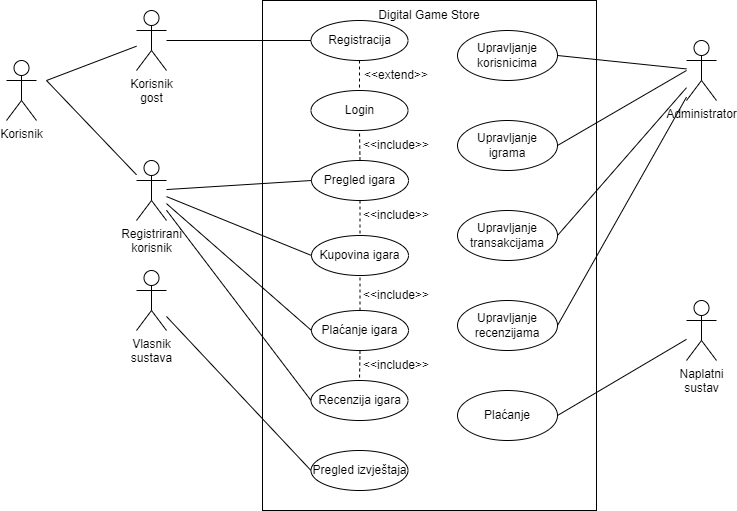 Digital Game Store
Korisnik
Korisnik
gost
Registrirani
korisnik
Vlasnik
sustava
Registracija
<<extend>>
Login
<<include>>
Pregled igara
<<include>>
Kupovina igara
<<include>>
Plaćanje igara
<<include>>
Recenzija igara
Pregled izvještaja
Upravljanje
korisnicima
Upravljanje
igrama
Upravljanje
transakcijama
Upravljanje
recenzijama
Plaćanje
Administrator
Naplatni
sustav